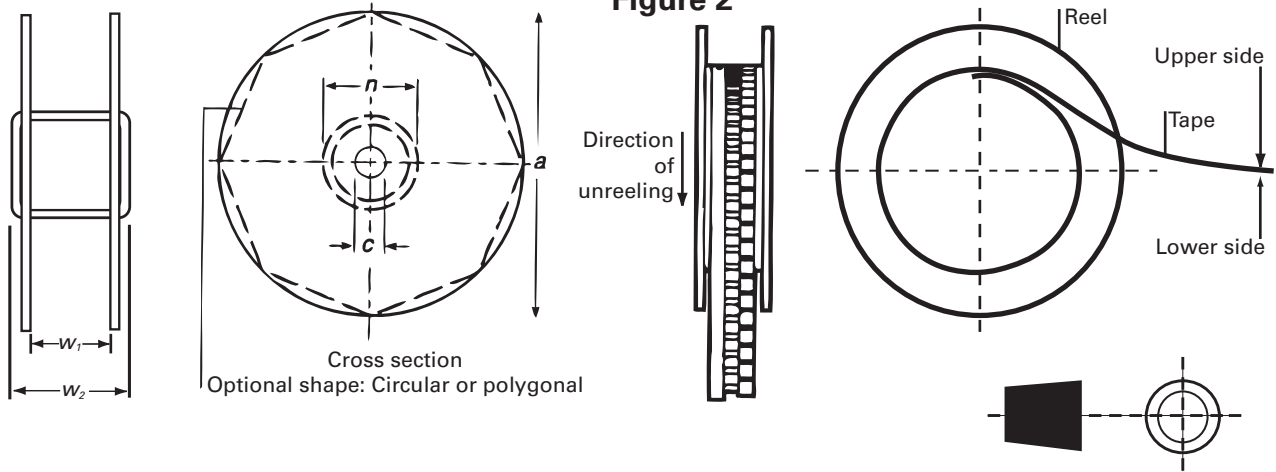 Figure 2
Reel
Upper side
n
Tape
Direction
of
unreeling
a
c
Lower side
w₁
Cross section
w₂
Optional shape: Circular or polygonal